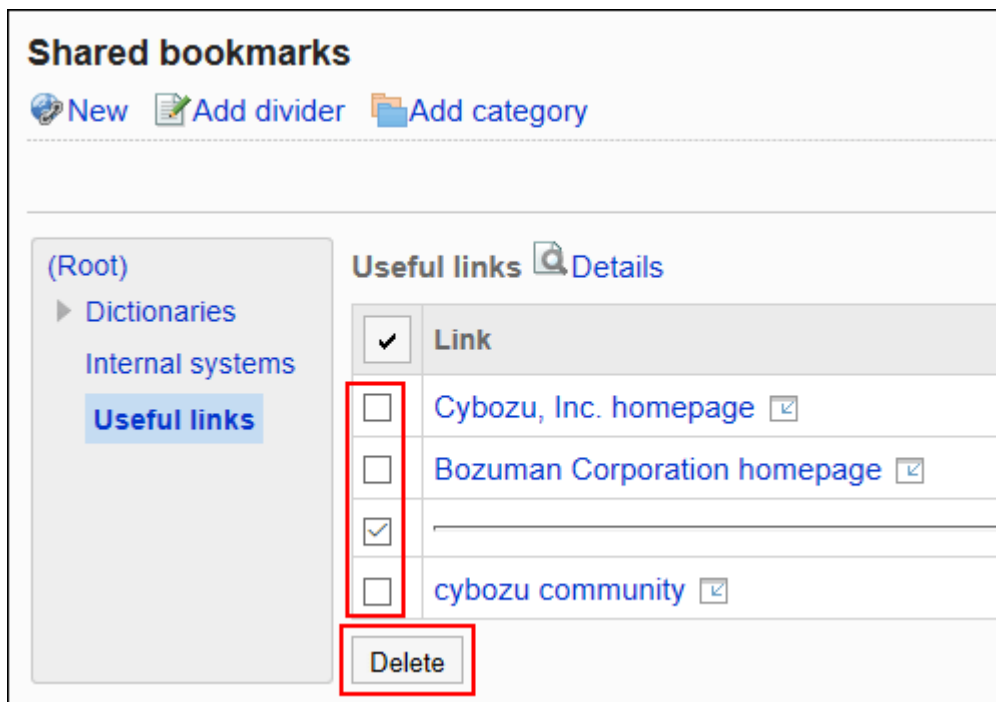 Shared bookmarks
New Add divider Add category
(Root)
Dictionaries
Internal systems
Useful links
Useful links Details
Link
Cybozu, Inc. homepage
Bozuman Corporation homepage
cybozu community
Delete